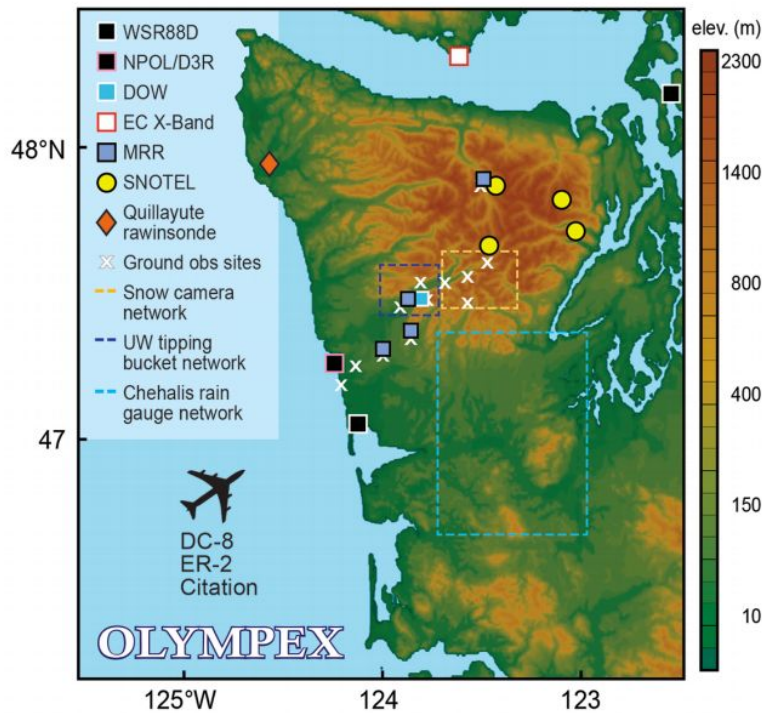 WSR88D
NPOL/D3R
DOW
EC X-Band
MRR
SNOTEL
Quillayute
rawinsonde
Ground obs sites
Snow camera
network
UW tipping
bucket network
Chehalis rain
gauge network
DC-8
ER-2
Citation
OLYMPEX
48°N
47
125°W
124
123
elev. (m)
2300
1400
800
400
150
10